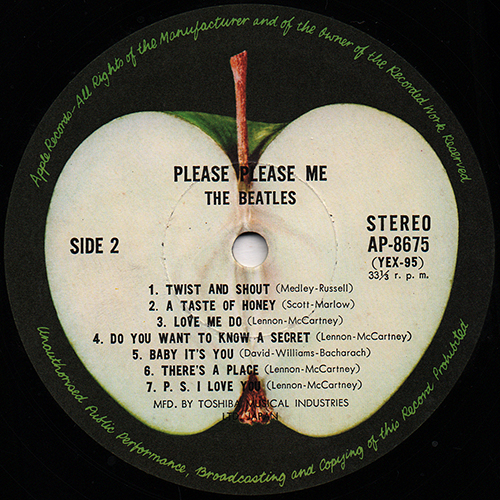 Apple Records-All Rights of the Manufacturer and of the Owner of the Recorded Work Reserved
PLEASE PLEASE ME
THE BEATLES
SIDE 2
STEREO
AP-8675
(YEX-95)
33⅓ r. p. m.
1. TWIST AND SHOUT (Medley-Russell)
2. A TASTE OF HONEY (Scott-Marlow)
3. LOVE ME DO (Lennon-McCartney)
4. DO YOU WANT TO KNOW A SECRET (Lennon-McCartney)
5. BABY IT'S YOU (David-Williams-Bacharach)
6. THERE'S A PLACE (Lennon-McCartney)
7. P. S. I LOVE YOU (Lennon-McCartney)
MFD. BY TOSHIBA MUSICAL INDUSTRIES
LTD. JAPAN
Unauthorised Public Performance, Broadcasting and Copying of this Record Prohibited